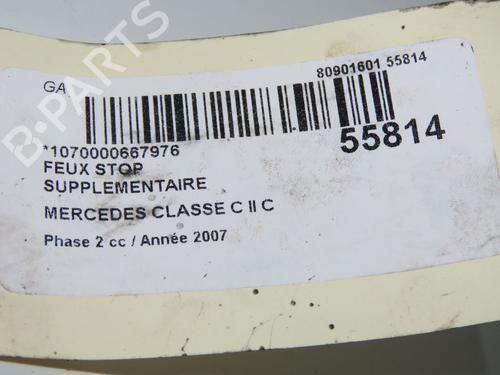 GA
80901601 55814
*1070000667976
55814
FEUX STOP
SUPPLEMENTAIRE
MERCEDES CLASSE C II C
Phase 2 cc / Année 2007
B-PARTS